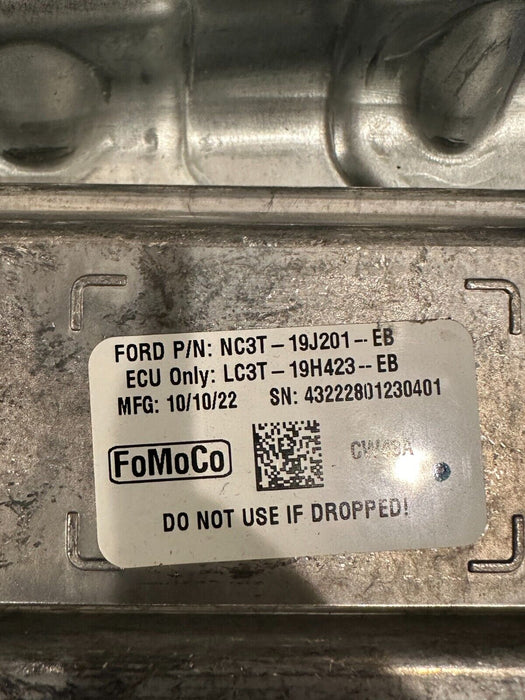 FORD P/N: NC3T-19J201--EB
ECU Only: LC3T-19H423--EB
MFG: 10/10/22 SN: 43222801230401
FoMoCo
CW49A
DO NOT USE IF DROPPED!